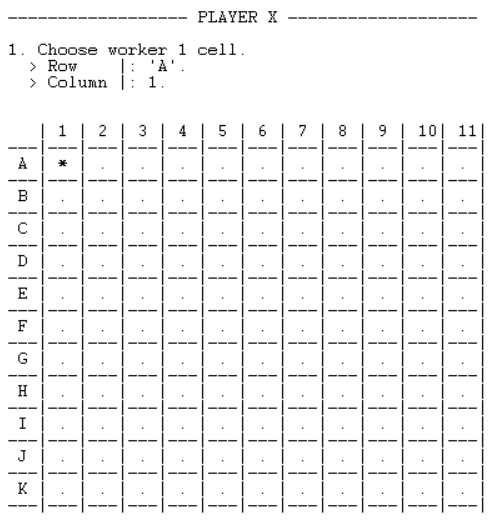 ------------------ PLAYER X -------------------
1. Choose worker 1 cell.
> Row |: 'A'.
> Column |: 1.
| 1 | 2 | 3 | 4 | 5 | 6 | 7 | 8 | 9 | 10| 11|
---|---|---|---|---|---|---|---|---|---|---|---|
A | * | . | . | . | . | . | . | . | . | . | . |
---|---|---|---|---|---|---|---|---|---|---|---|
B | . | . | . | . | . | . | . | . | . | . | . |
---|---|---|---|---|---|---|---|---|---|---|---|
C | . | . | . | . | . | . | . | . | . | . | . |
---|---|---|---|---|---|---|---|---|---|---|---|
D | . | . | . | . | . | . | . | . | . | . | . |
---|---|---|---|---|---|---|---|---|---|---|---|
E | . | . | . | . | . | . | . | . | . | . | . |
---|---|---|---|---|---|---|---|---|---|---|---|
F | . | . | . | . | . | . | . | . | . | . | . |
---|---|---|---|---|---|---|---|---|---|---|---|
G | . | . | . | . | . | . | . | . | . | . | . |
---|---|---|---|---|---|---|---|---|---|---|---|
H | . | . | . | . | . | . | . | . | . | . | . |
---|---|---|---|---|---|---|---|---|---|---|---|
I | . | . | . | . | . | . | . | . | . | . | . |
---|---|---|---|---|---|---|---|---|---|---|---|
J | . | . | . | . | . | . | . | . | . | . | . |
---|---|---|---|---|---|---|---|---|---|---|---|
K | . | . | . | . | . | . | . | . | . | . | . |
---|---|---|---|---|---|---|---|---|---|---|---|